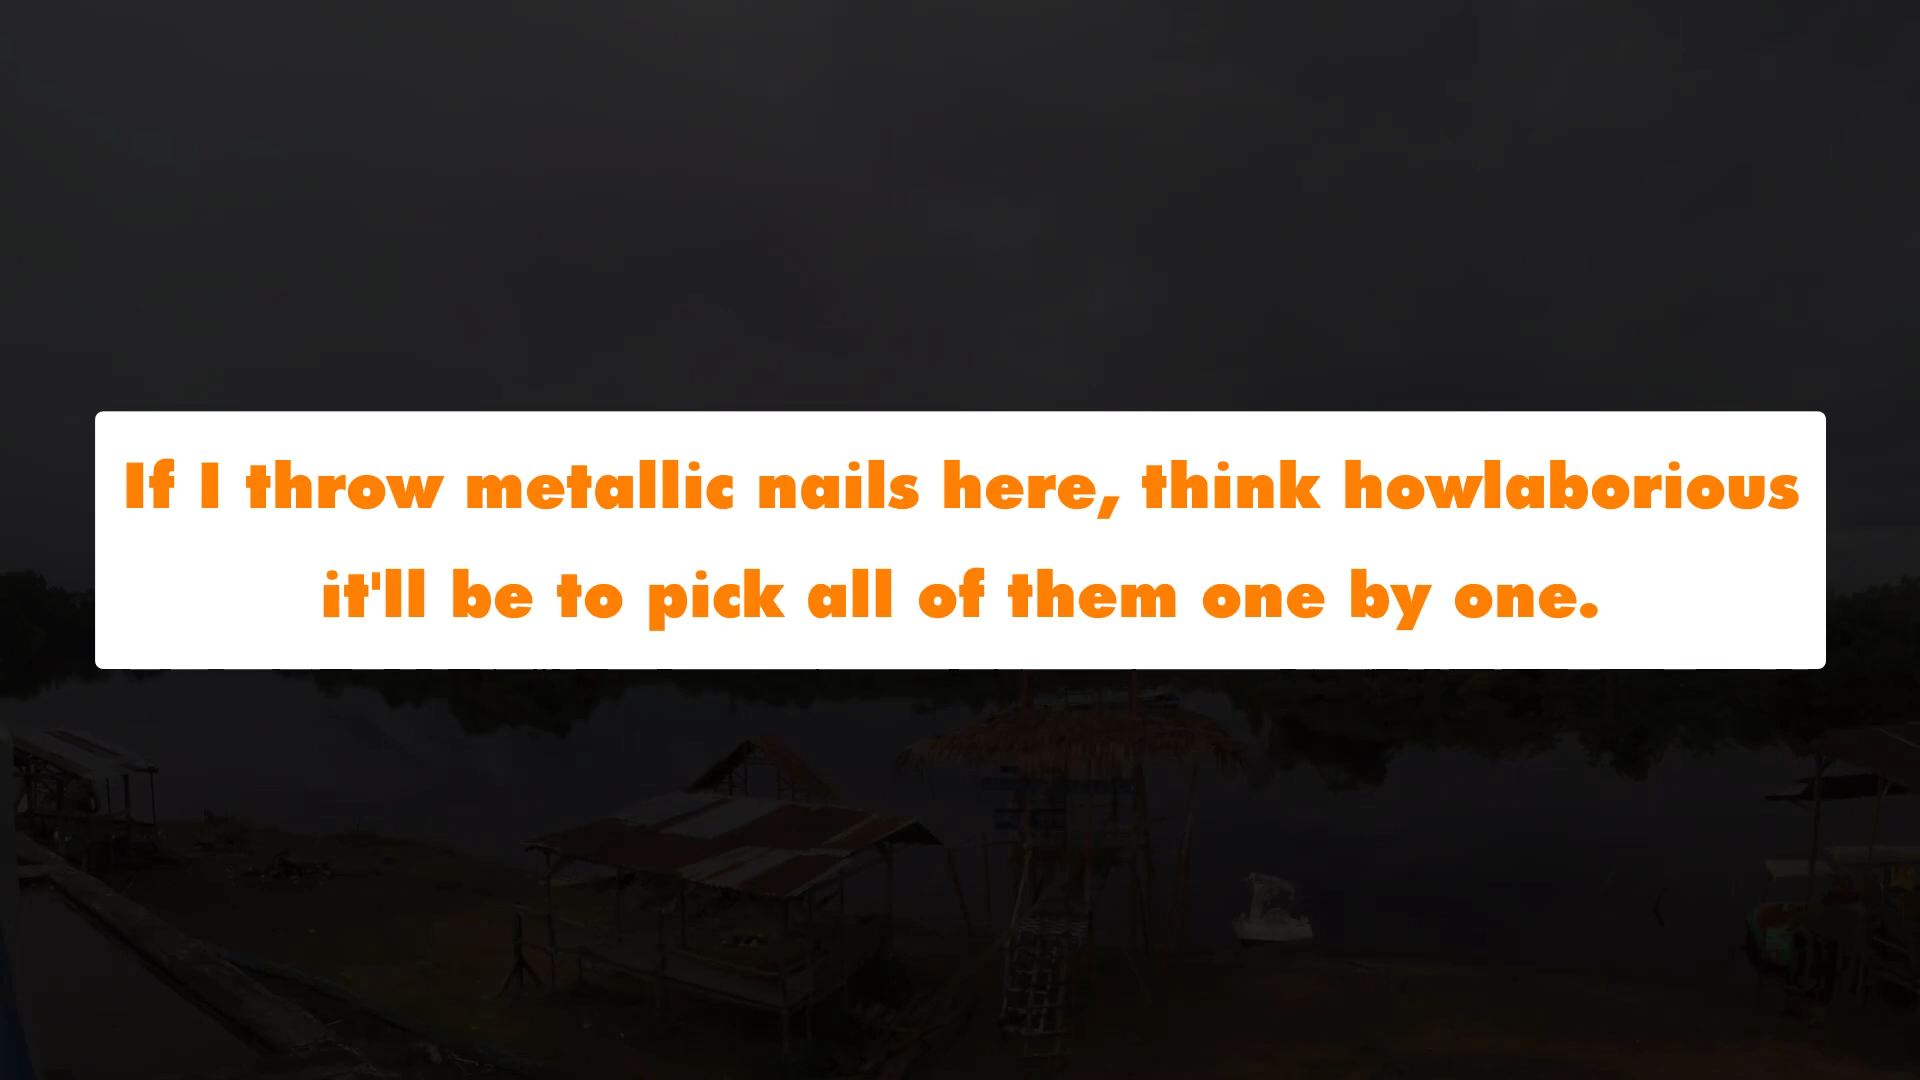 If I throw metallic nails here, think howlaborious
it'll be to pick all of them one by one.